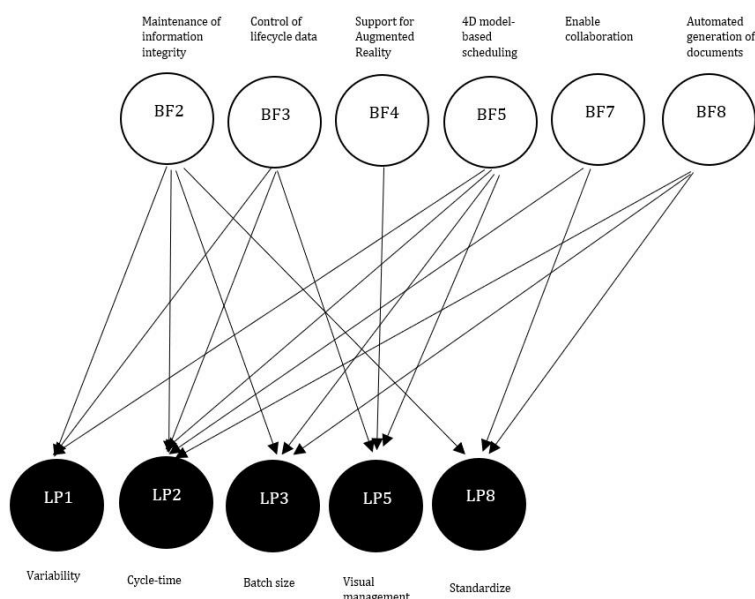 Maintenance of
information
integrity
Control of
lifecycle data
Support for
Augmented
Reality
4D model-
based
scheduling
Enable
collaboration
Automated
generation of
documents
BF2
BF3
BF4
BF5
BF7
BF8
LP1
LP2
LP3
LP5
LP8
Variability
Cycle-time
Batch size
Visual
management
Standardize